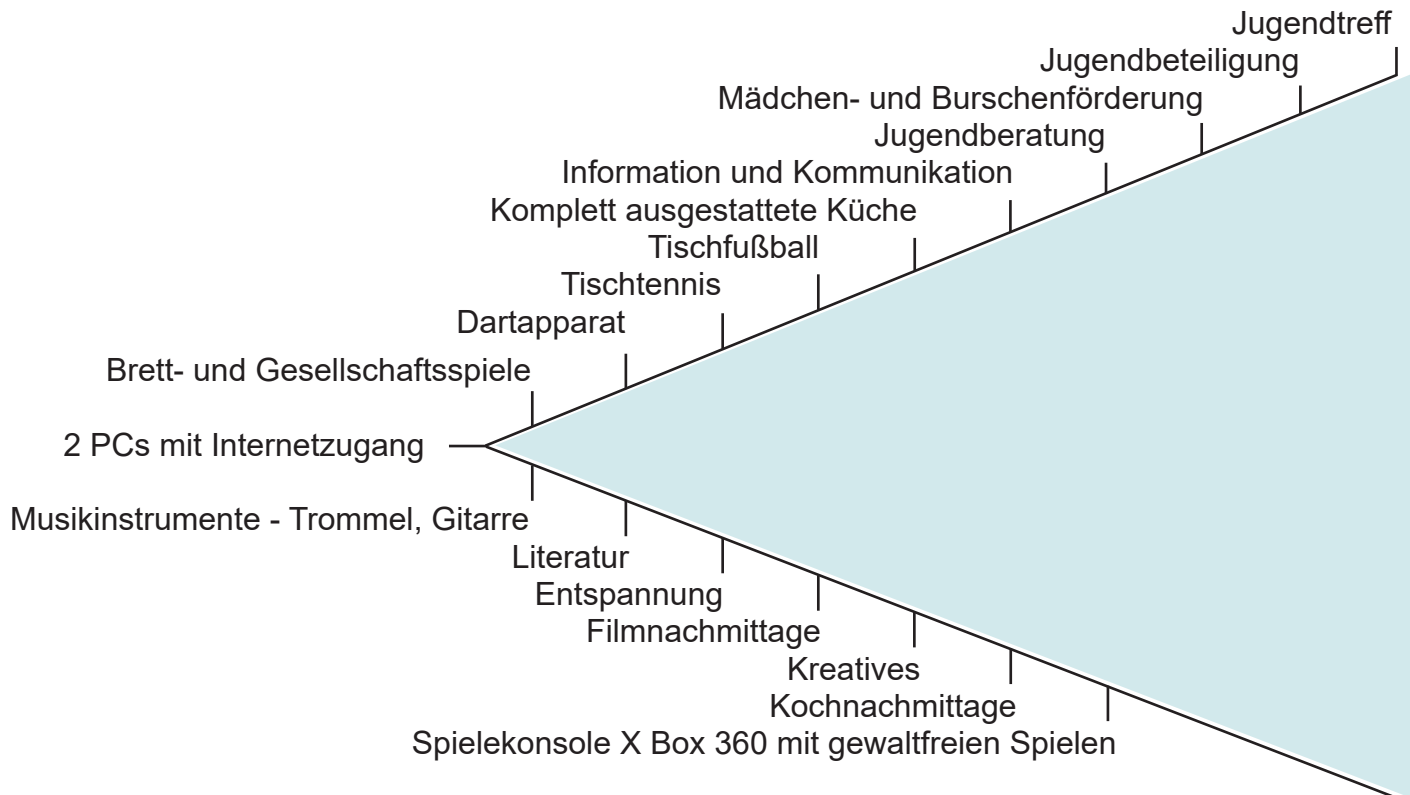 Jugendtreff
Jugendbeteiligung
Mädchen- und Burschenförderung
Jugendberatung
Information und Kommunikation
Komplett ausgestattete Küche
Tischfußball
Tischtennis
Dartapparat
Brett- und Gesellschaftsspiele
2 PCs mit Internetzugang
Musikinstrumente - Trommel, Gitarre
Literatur
Entspannung
Filmnachmittage
Kreatives
Kochnachmittage
Spielekonsole X Box 360 mit gewaltfreien Spielen